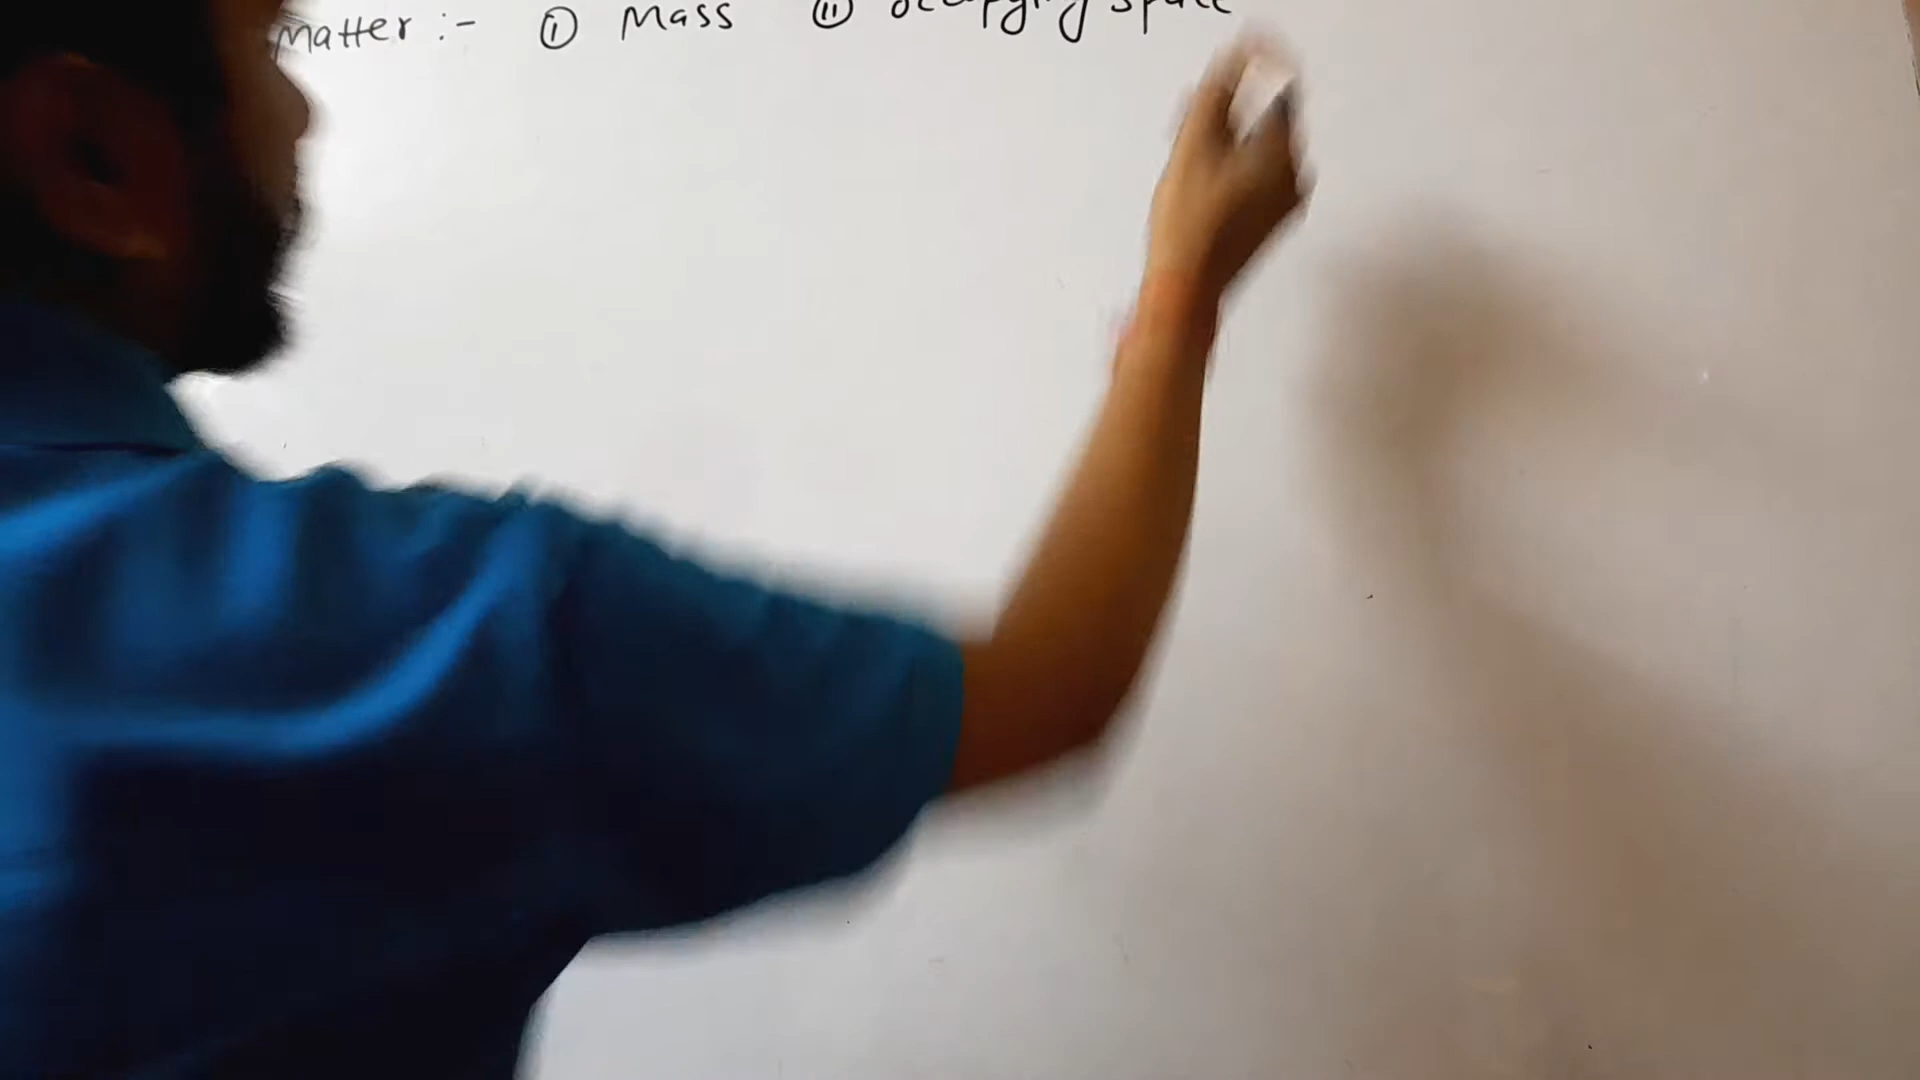 Matter :- ① Mass ⑪ occupying space